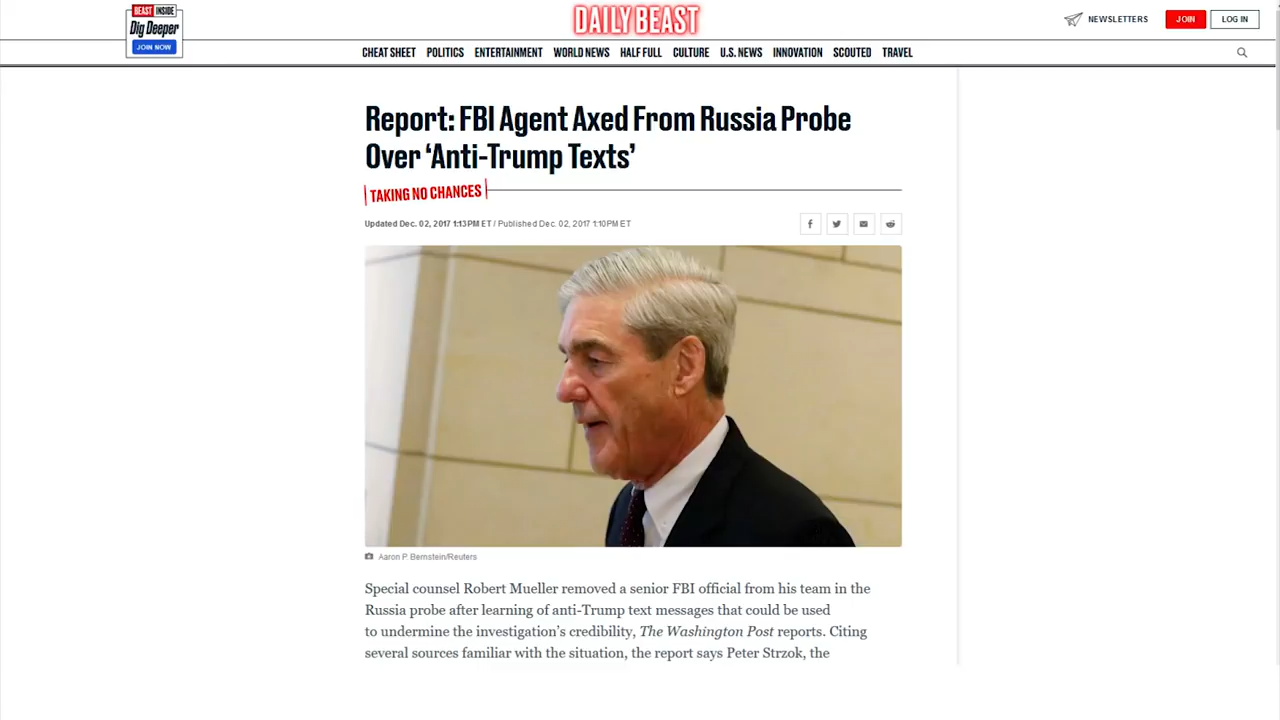 BEAST INSIDE
Dig Deeper
JOIN NOW
DAILY BEAST
NEWSLETTERS
JOIN
LOG IN
CHEAT SHEET POLITICS ENTERTAINMENT WORLD NEWS HALF FULL CULTURE U.S. NEWS INNOVATION SCOUTED TRAVEL
Report: FBI Agent Axed From Russia Probe
Over ‘Anti-Trump Texts’
TAKING NO CHANCES
Updated Dec. 02, 2017 1:13PM ET / Published Dec. 02, 2017 1:10PM ET
Aaron P. Bernstein/Reuters
Special counsel Robert Mueller removed a senior FBI official from his team in the
Russia probe after learning of anti-Trump text messages that could be used
to undermine the investigation’s credibility, The Washington Post reports. Citing
several sources familiar with the situation, the report says Peter Strzok, the